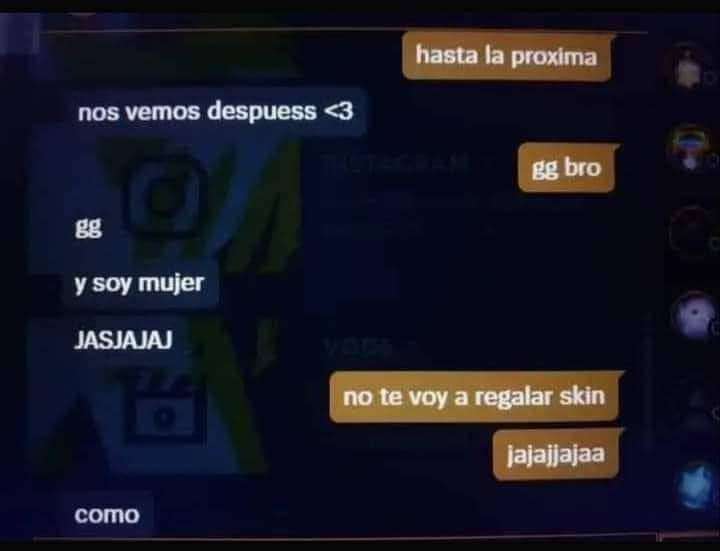 hasta la proxima
nos vemos despuess <3
gg bro
gg
y soy mujer
JASJAJAJ
no te voy a regalar skin
jajajjajaa
como